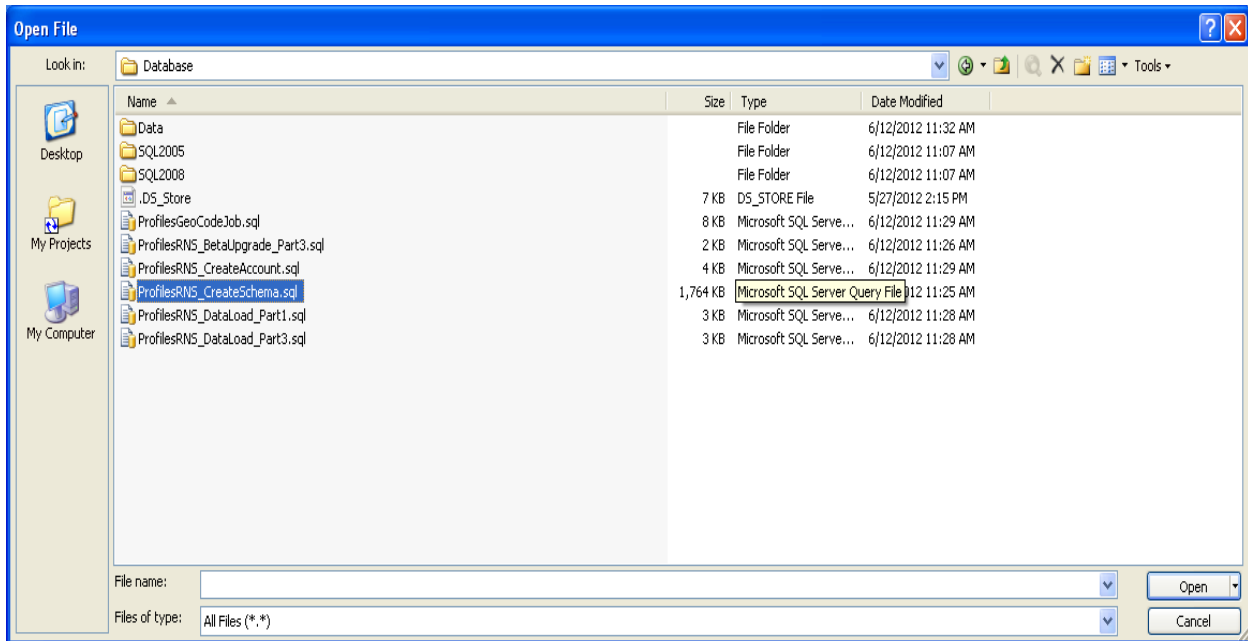 Open File
Look in: Database Tools
Name Size Type Date Modified
Data File Folder 6/12/2012 11:32 AM
SQL2005 File Folder 6/12/2012 11:07 AM
SQL2008 File Folder 6/12/2012 11:07 AM
.DS_Store 7 KB DS_STORE File 5/27/2012 2:15 PM
ProfilesGeoCodeJob.sql 8 KB Microsoft SQL Serve... 6/12/2012 11:29 AM
ProfilesRNS_BetaUpgrade_Part3.sql 2 KB Microsoft SQL Serve... 6/12/2012 11:26 AM
ProfilesRNS_CreateAccount.sql 4 KB Microsoft SQL Serve... 6/12/2012 11:29 AM
ProfilesRNS_CreateSchema.sql 1,764 KB Microsoft SQL Server Query File 012 11:25 AM
ProfilesRNS_DataLoad_Part1.sql 3 KB Microsoft SQL Serve... 6/12/2012 11:28 AM
ProfilesRNS_DataLoad_Part3.sql 3 KB Microsoft SQL Serve... 6/12/2012 11:28 AM
Desktop
My Projects
My Computer
File name: Open
Files of type: All Files (*.*) Cancel